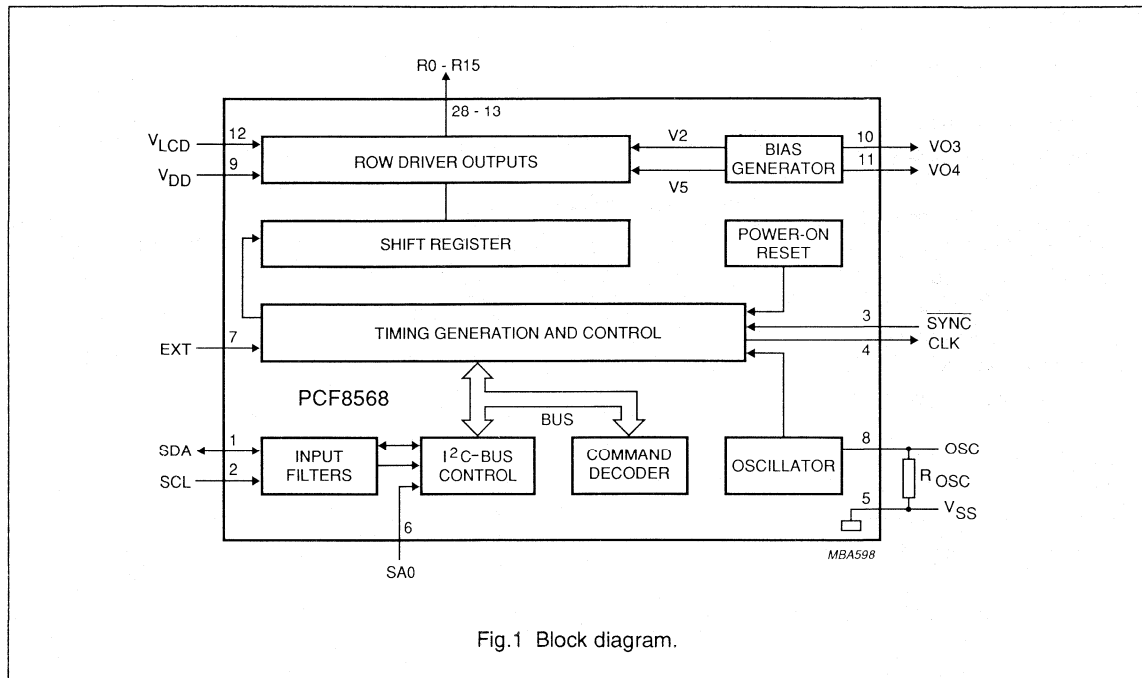 R0 - R15
28 - 13
V_LCD 12
V_DD 9
ROW DRIVER OUTPUTS
V2
V5
BIAS
GENERATOR
10 VO3
11 VO4
SHIFT REGISTER
POWER-ON
RESET
TIMING GENERATION AND CONTROL
3 S̅Y̅N̅C̅
4 CLK
EXT 7
PCF8568
BUS
SDA 1
SCL 2
INPUT
FILTERS
I²C-BUS
CONTROL
COMMAND
DECODER
OSCILLATOR
8 OSC
R_OSC
5 V_SS
6
SA0
MBA598
Fig.1 Block diagram.